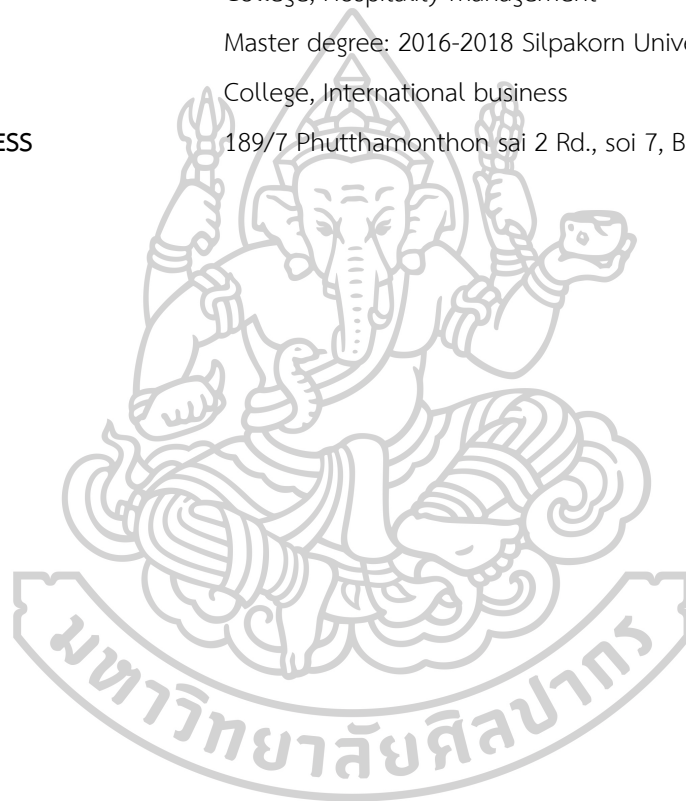 College, Hospitality management
Master degree: 2016-2018 Silpakorn Unive
College, International business
ESS 189/7 Phutthamonthon sai 2 Rd., soi 7, B
มหาวิทยาลัยศิลปากร